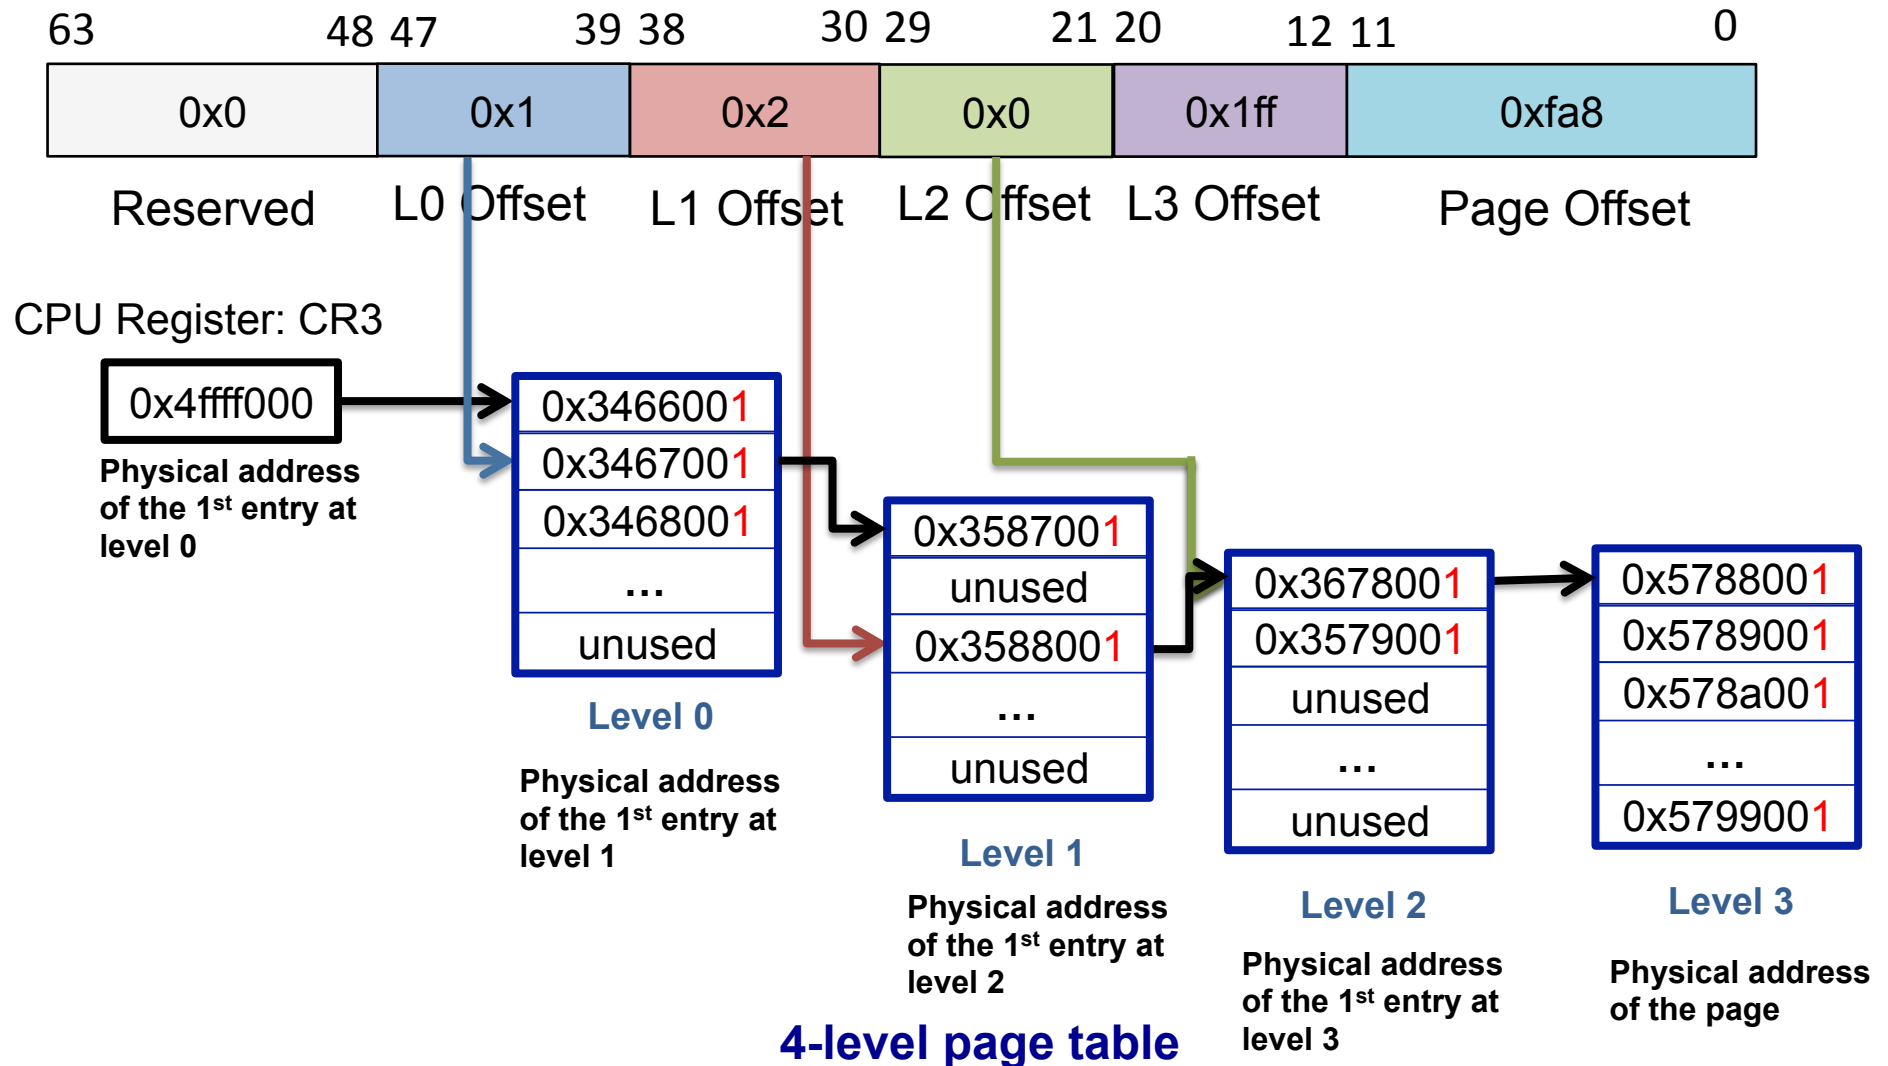 63 48 47 39 38 30 29 21 20 12 11 0
0x0 0x1 0x2 0x0 0x1ff 0xfa8
Reserved L0 Offset L1 Offset L2 Offset L3 Offset Page Offset
CPU Register: CR3
0x4ffff000
Physical address
of the 1st entry at
level 0
0x3466001
0x3467001
0x3468001
...
unused
Level 0
Physical address
of the 1st entry at
level 1
0x3587001
unused
0x3588001
...
unused
Level 1
Physical address
of the 1st entry at
level 2
0x3678001
0x3579001
unused
...
unused
Level 2
Physical address
of the 1st entry at
level 3
0x5788001
0x5789001
0x578a001
...
0x5799001
Level 3
Physical address
of the page
4-level page table